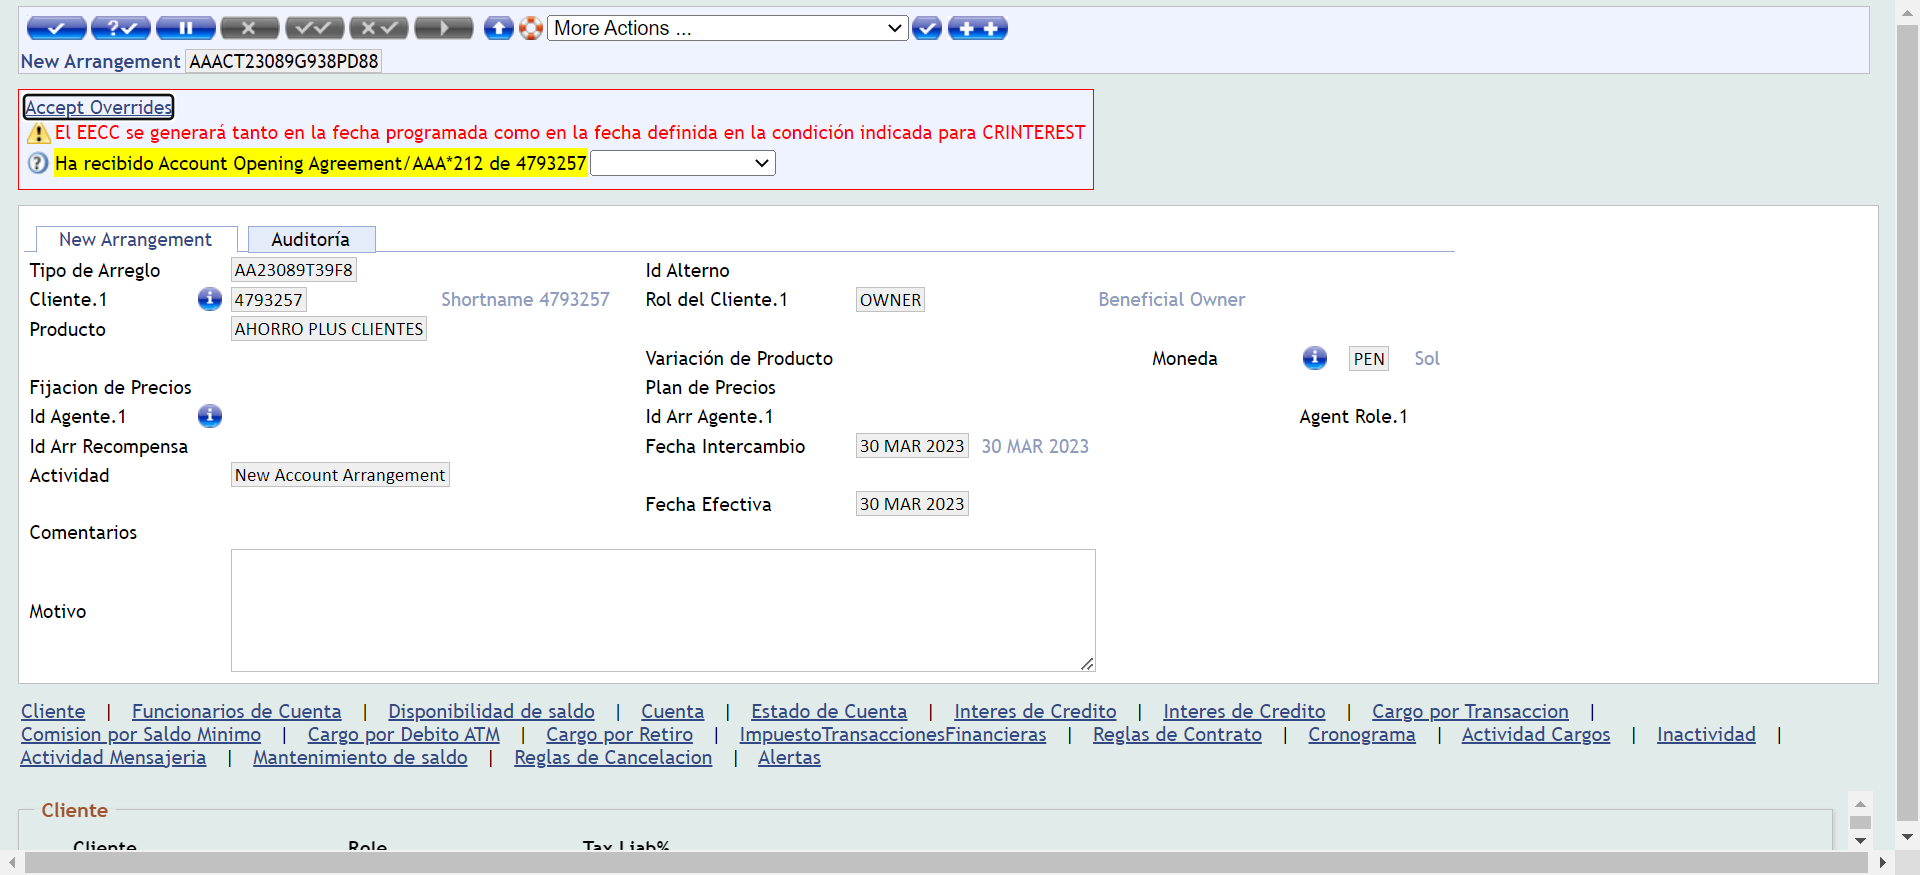 More Actions ...
New Arrangement AAACT23089G938PD88
Accept Overrides
El EECC se generará tanto en la fecha programada como en la fecha definida en la condición indicada para CRINTEREST
Ha recibido Account Opening Agreement/AAA*212 de 4793257
New Arrangement Auditoría
Tipo de Arreglo AA23089T39F8 Id Alterno
Cliente.1 4793257 Shortname 4793257 Rol del Cliente.1 OWNER Beneficial Owner
Producto AHORRO PLUS CLIENTES
Variación de Producto Moneda PEN Sol
Fijacion de Precios Plan de Precios
Id Agente.1 Id Arr Agente.1 Agent Role.1
Id Arr Recompensa Fecha Intercambio 30 MAR 2023 30 MAR 2023
Actividad New Account Arrangement
Fecha Efectiva 30 MAR 2023
Comentarios
Motivo
Cliente | Funcionarios de Cuenta | Disponibilidad de saldo | Cuenta | Estado de Cuenta | Interes de Credito | Interes de Credito | Cargo por Transaccion |
Comision por Saldo Minimo | Cargo por Debito ATM | Cargo por Retiro | ImpuestoTransaccionesFinancieras | Reglas de Contrato | Cronograma | Actividad Cargos | Inactividad |
Actividad Mensajeria | Mantenimiento de saldo | Reglas de Cancelacion | Alertas
Cliente
Cliente Role Tax Liab%